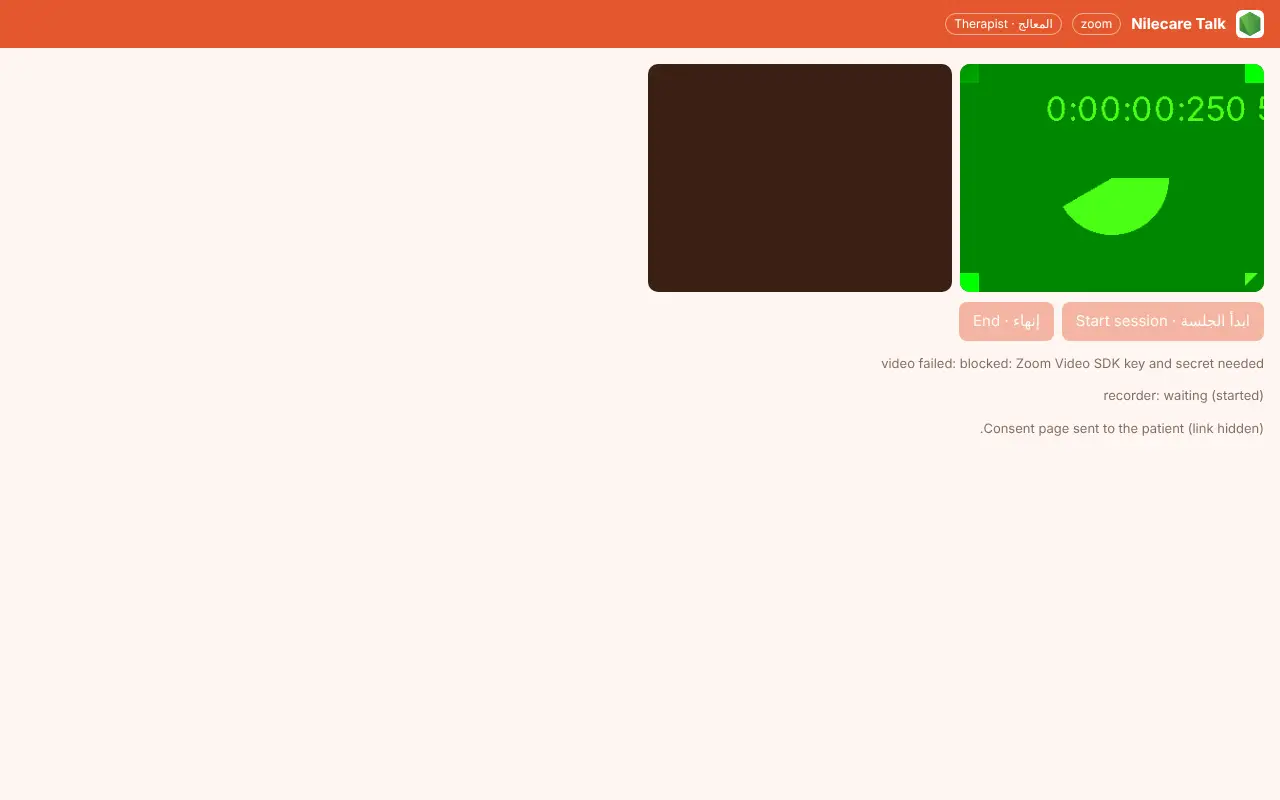 Nilecare Talk
zoom
Therapist · المعالج
0:00:00:250
ابدأ الجلسة · Start session
إنهاء · End
video failed: blocked: Zoom Video SDK key and secret needed
recorder: waiting (started)
.Consent page sent to the patient (link hidden)